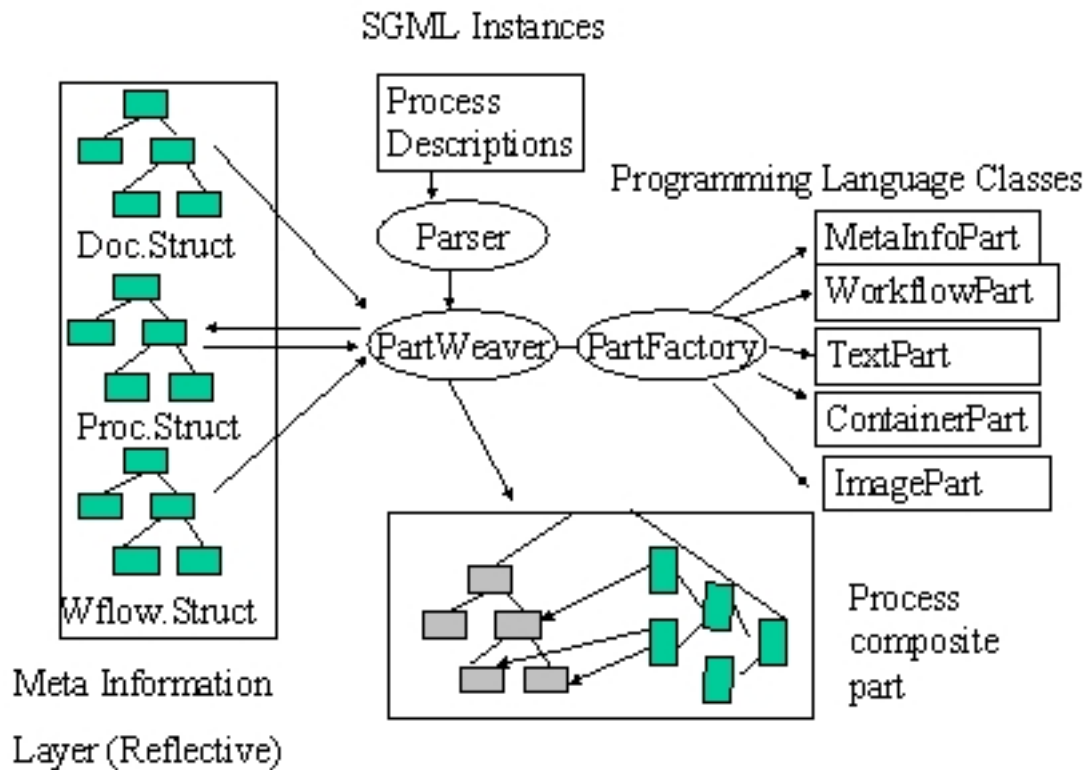 SGML Instances
Process
Descriptions
Programming Language Classes
Parser
MetaInfoPart
WorkflowPart
Doc.Struct
PartWeaver
PartFactory
TextPart
Proc.Struct
ContainerPart
ImagePart
Wflow.Struct
Process
composite
part
Meta Information
Layer (Reflective)